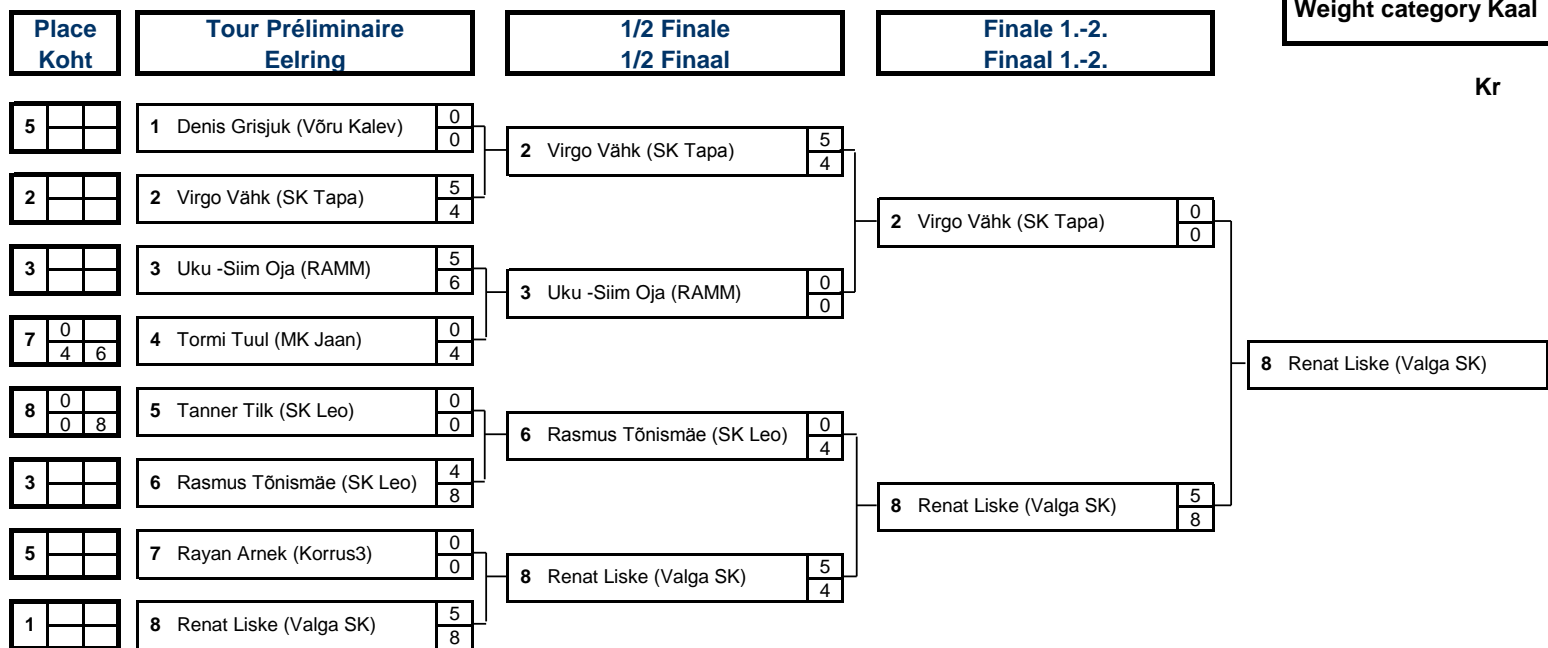 Weight category Kaal
Place
Koht
Tour Préliminaire
Eelring
1/2 Finale
1/2 Finaal
Finale 1.-2.
Finaal 1.-2.
Kr
5
1 Denis Grisjuk (Võru Kalev) 0
0
2
2 Virgo Vähk (SK Tapa) 5
4
3
3 Uku -Siim Oja (RAMM) 5
6
7 0
4 6
4 Tormi Tuul (MK Jaan) 0
4
8 0
0 8
5 Tanner Tilk (SK Leo) 0
0
3
6 Rasmus Tõnismäe (SK Leo) 4
8
5
7 Rayan Arnek (Korrus3) 0
0
1
8 Renat Liske (Valga SK) 5
8
2 Virgo Vähk (SK Tapa) 5
4
3 Uku -Siim Oja (RAMM) 0
0
6 Rasmus Tõnismäe (SK Leo) 0
4
8 Renat Liske (Valga SK) 5
4
2 Virgo Vähk (SK Tapa) 0
0
8 Renat Liske (Valga SK) 5
8
8 Renat Liske (Valga SK)